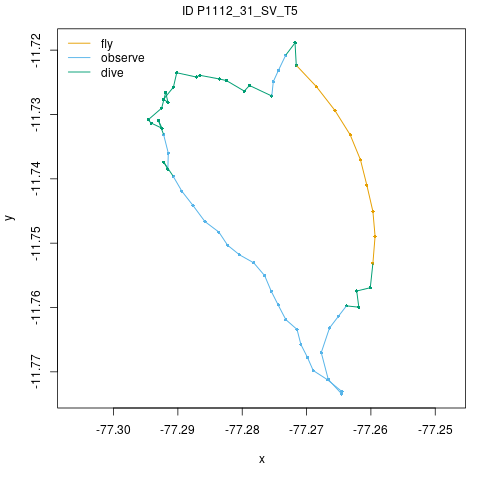 ID P1112_31_SV_T5
fly
observe
dive
-11.72
-11.73
-11.74
-11.75
-11.76
-11.77
y
-77.30
-77.29
-77.28
-77.27
-77.26
-77.25
x